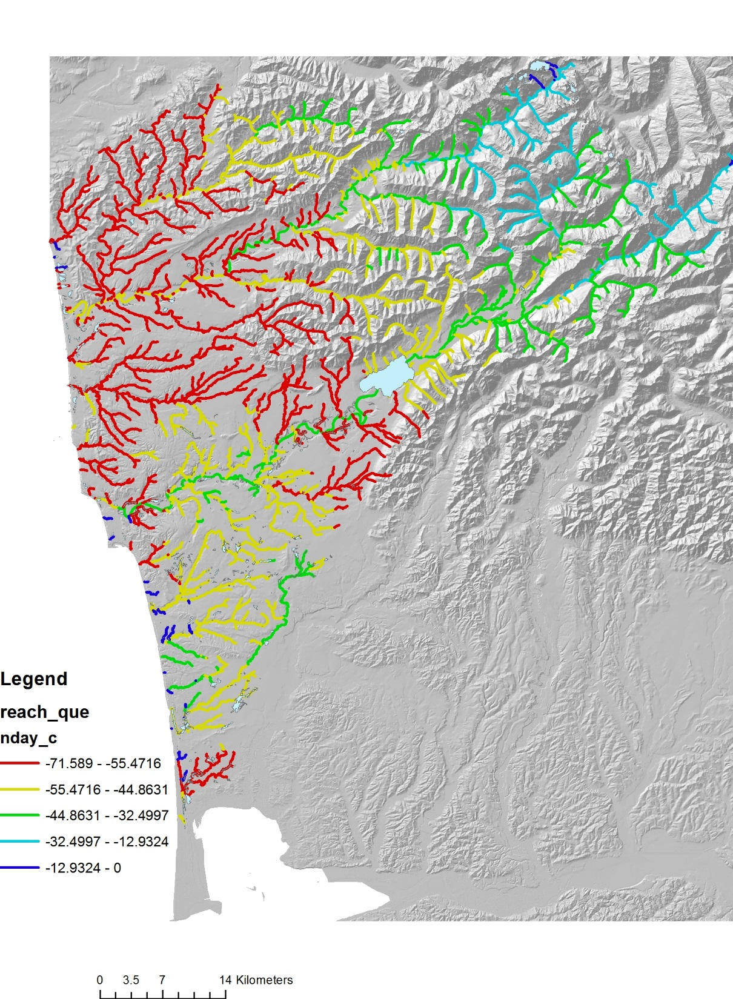 Legend
reach_que
nday_c
-71.589 - -55.4716
-55.4716 - -44.8631
-44.8631 - -32.4997
-32.4997 - -12.9324
-12.9324 - 0
0 3.5 7 14 Kilometers